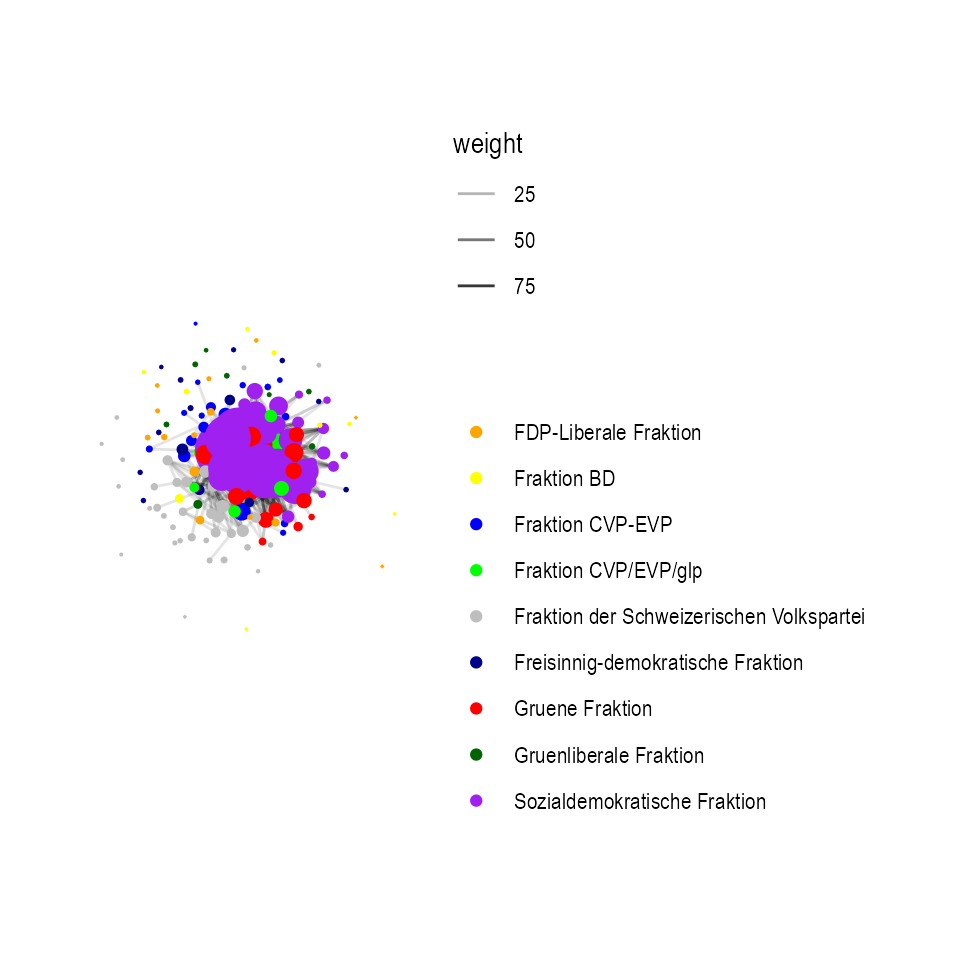 weight
25
50
75
FDP-Liberale Fraktion
Fraktion BD
Fraktion CVP-EVP
Fraktion CVP/EVP/glp
Fraktion der Schweizerischen Volkspartei
Freisinnig-demokratische Fraktion
Gruene Fraktion
Gruenliberale Fraktion
Sozialdemokratische Fraktion